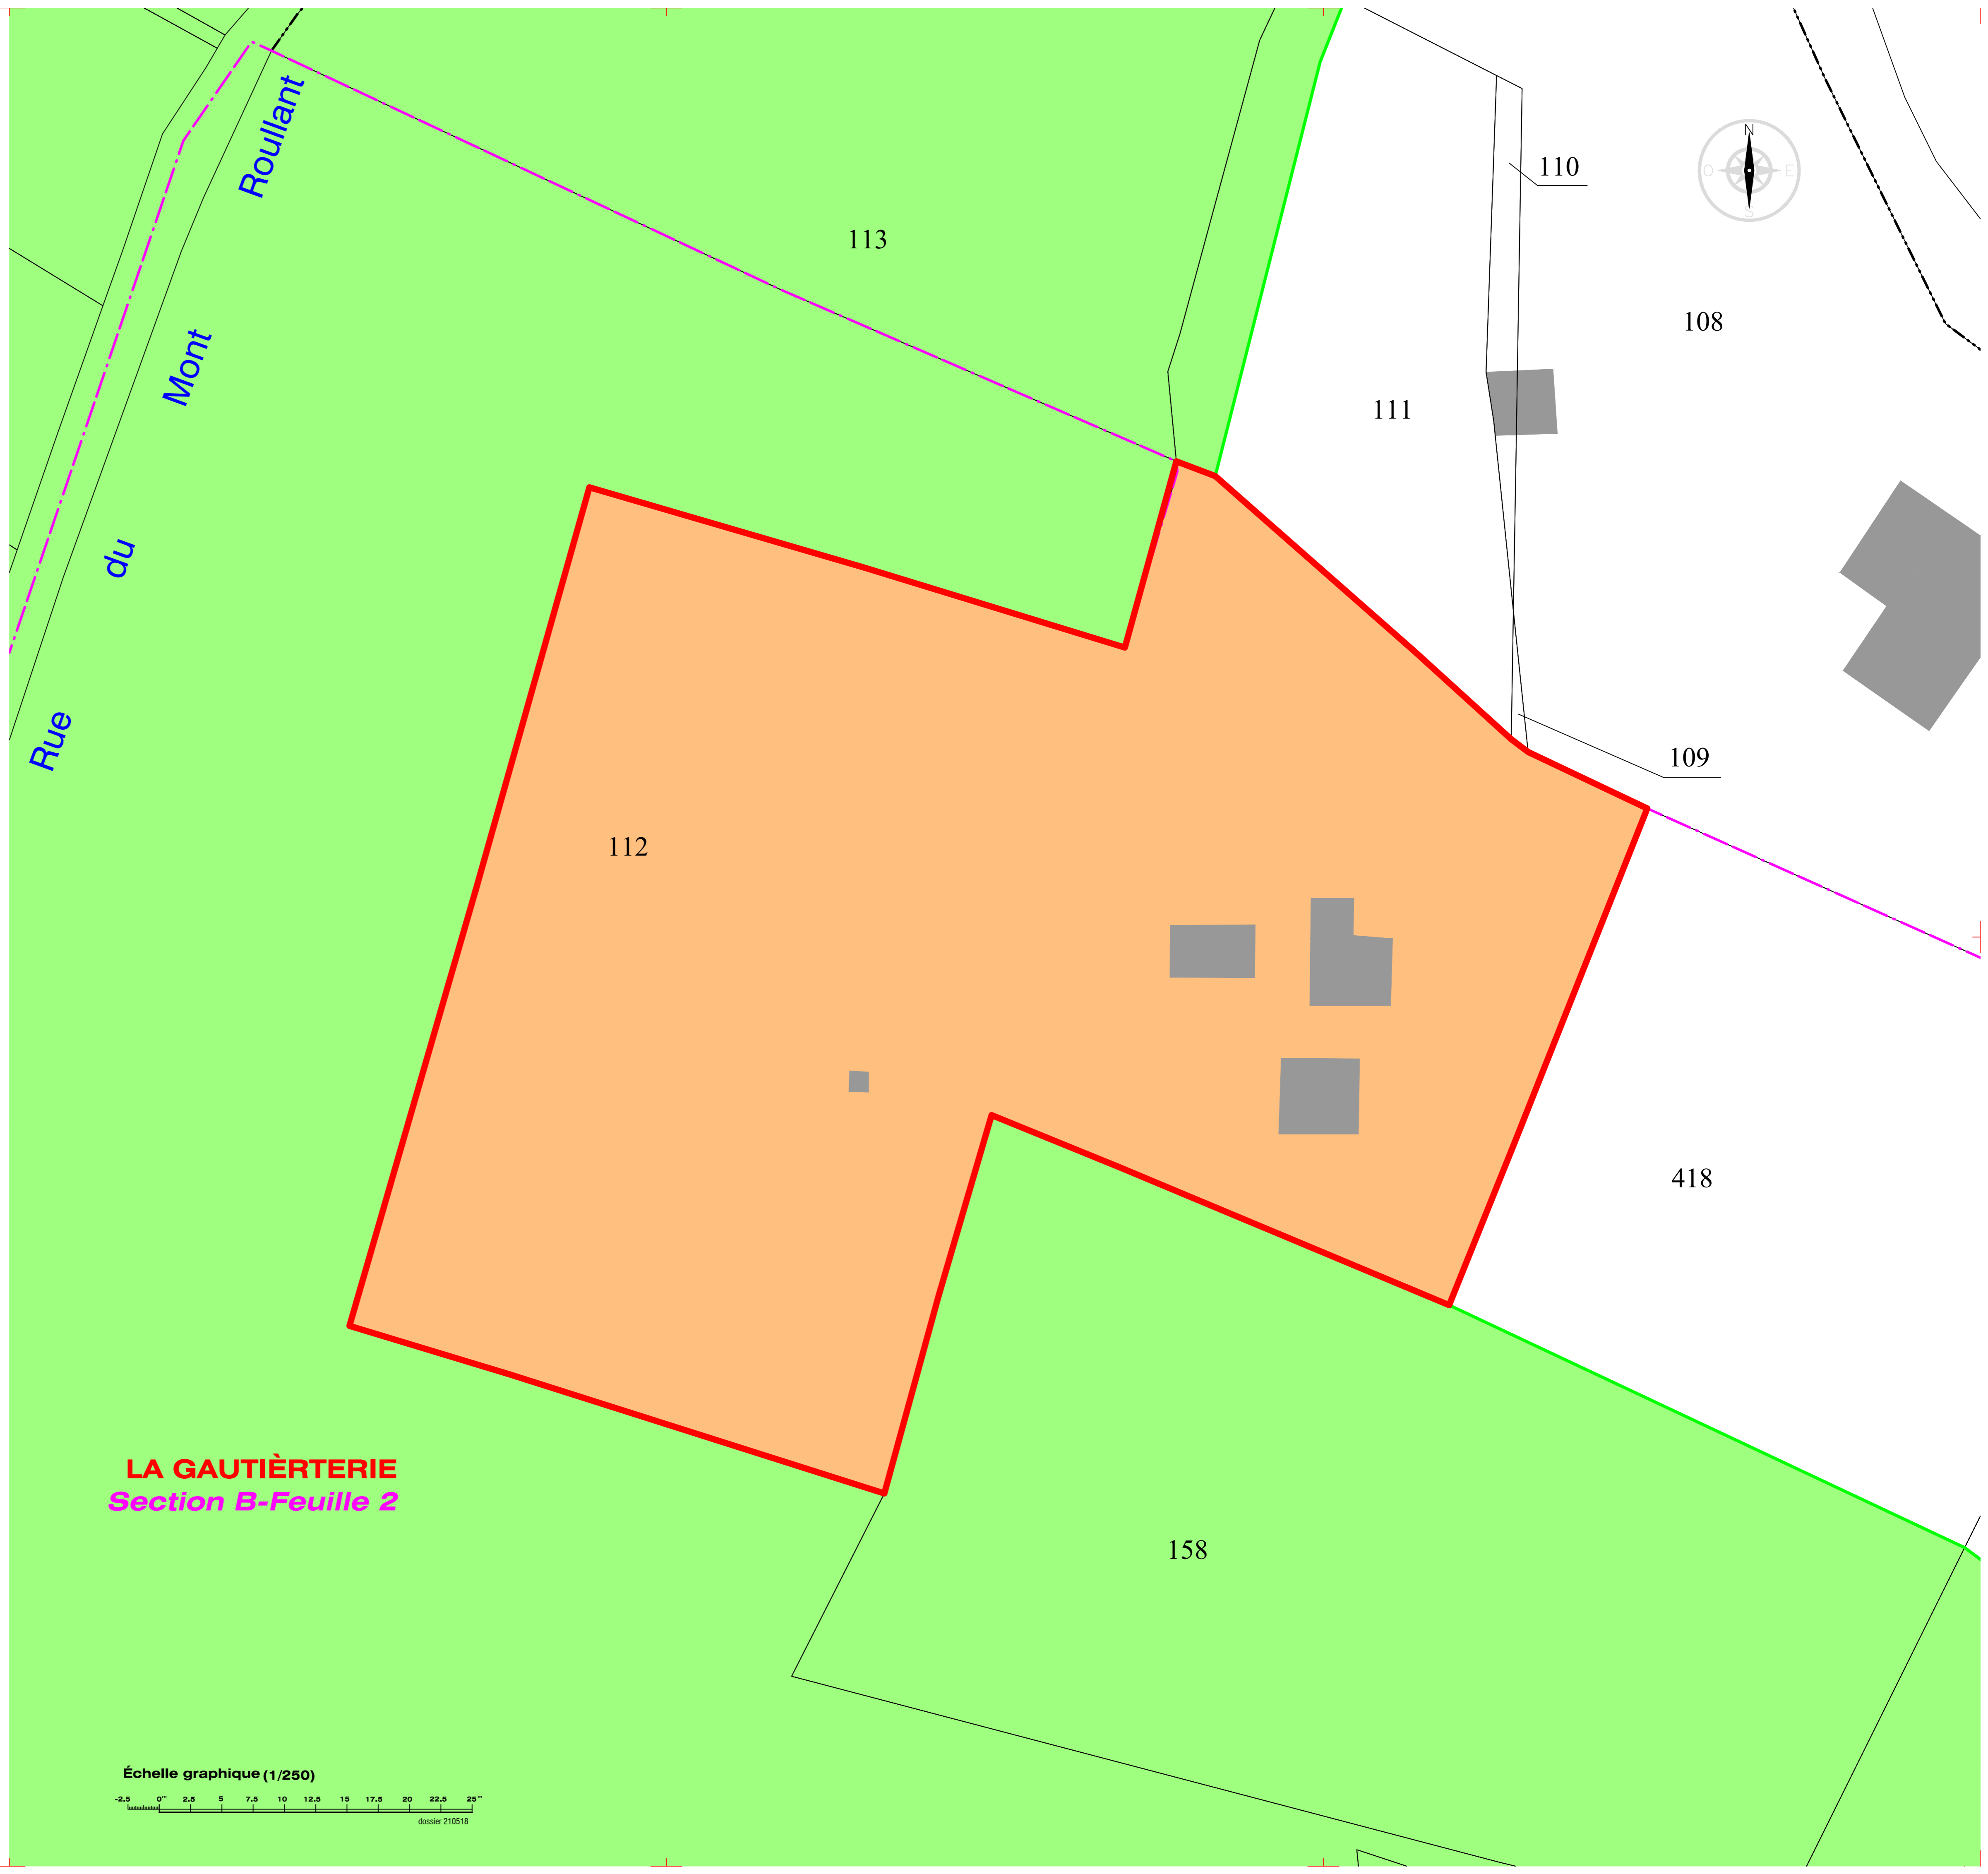 Rue du Mont Roullant
113
110
N
O E
S
108
111
109
112
418
LA GAUTIÈRTERIE
Section B-Feuille 2
158
Échelle graphique (1/250)
-2.5 0m 2.5 5 7.5 10 12.5 15 17.5 20 22.5 25m
dossier 210518